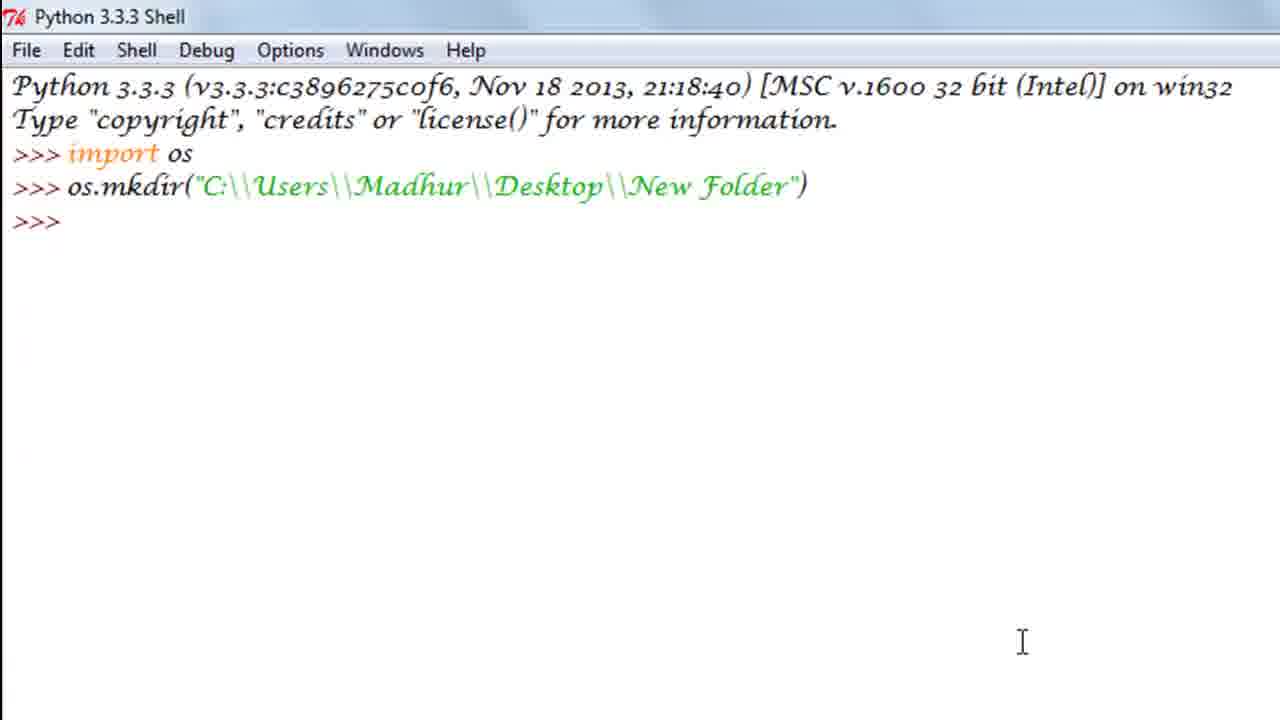 Python 3.3.3 Shell
File Edit Shell Debug Options Windows Help
Python 3.3.3 (v3.3.3:c3896275c0f6, Nov 18 2013, 21:18:40) [MSC v.1600 32 bit (Intel)] on win32
Type "copyright", "credits" or "license()" for more information.
>>> import os
>>> os.mkdir("C:\\Users\\Madhur\\Desktop\\New Folder")
>>>